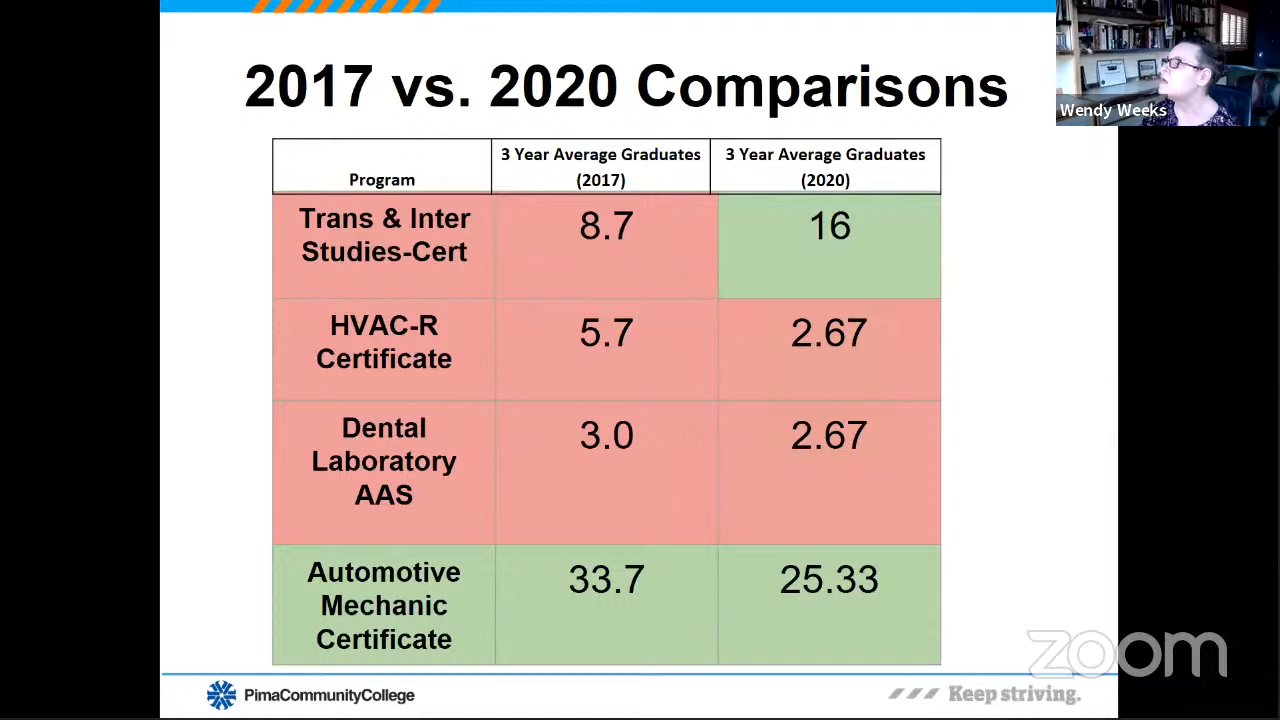 2017 vs. 2020 Comparisons
Wendy Weeks
Program
3 Year Average Graduates
(2017)
3 Year Average Graduates
(2020)
Trans & Inter
Studies-Cert
8.7
16
HVAC-R
Certificate
5.7
2.67
Dental
Laboratory
AAS
3.0
2.67
Automotive
Mechanic
Certificate
33.7
25.33
zoom
PimaCommunityCollege
Keep striving.